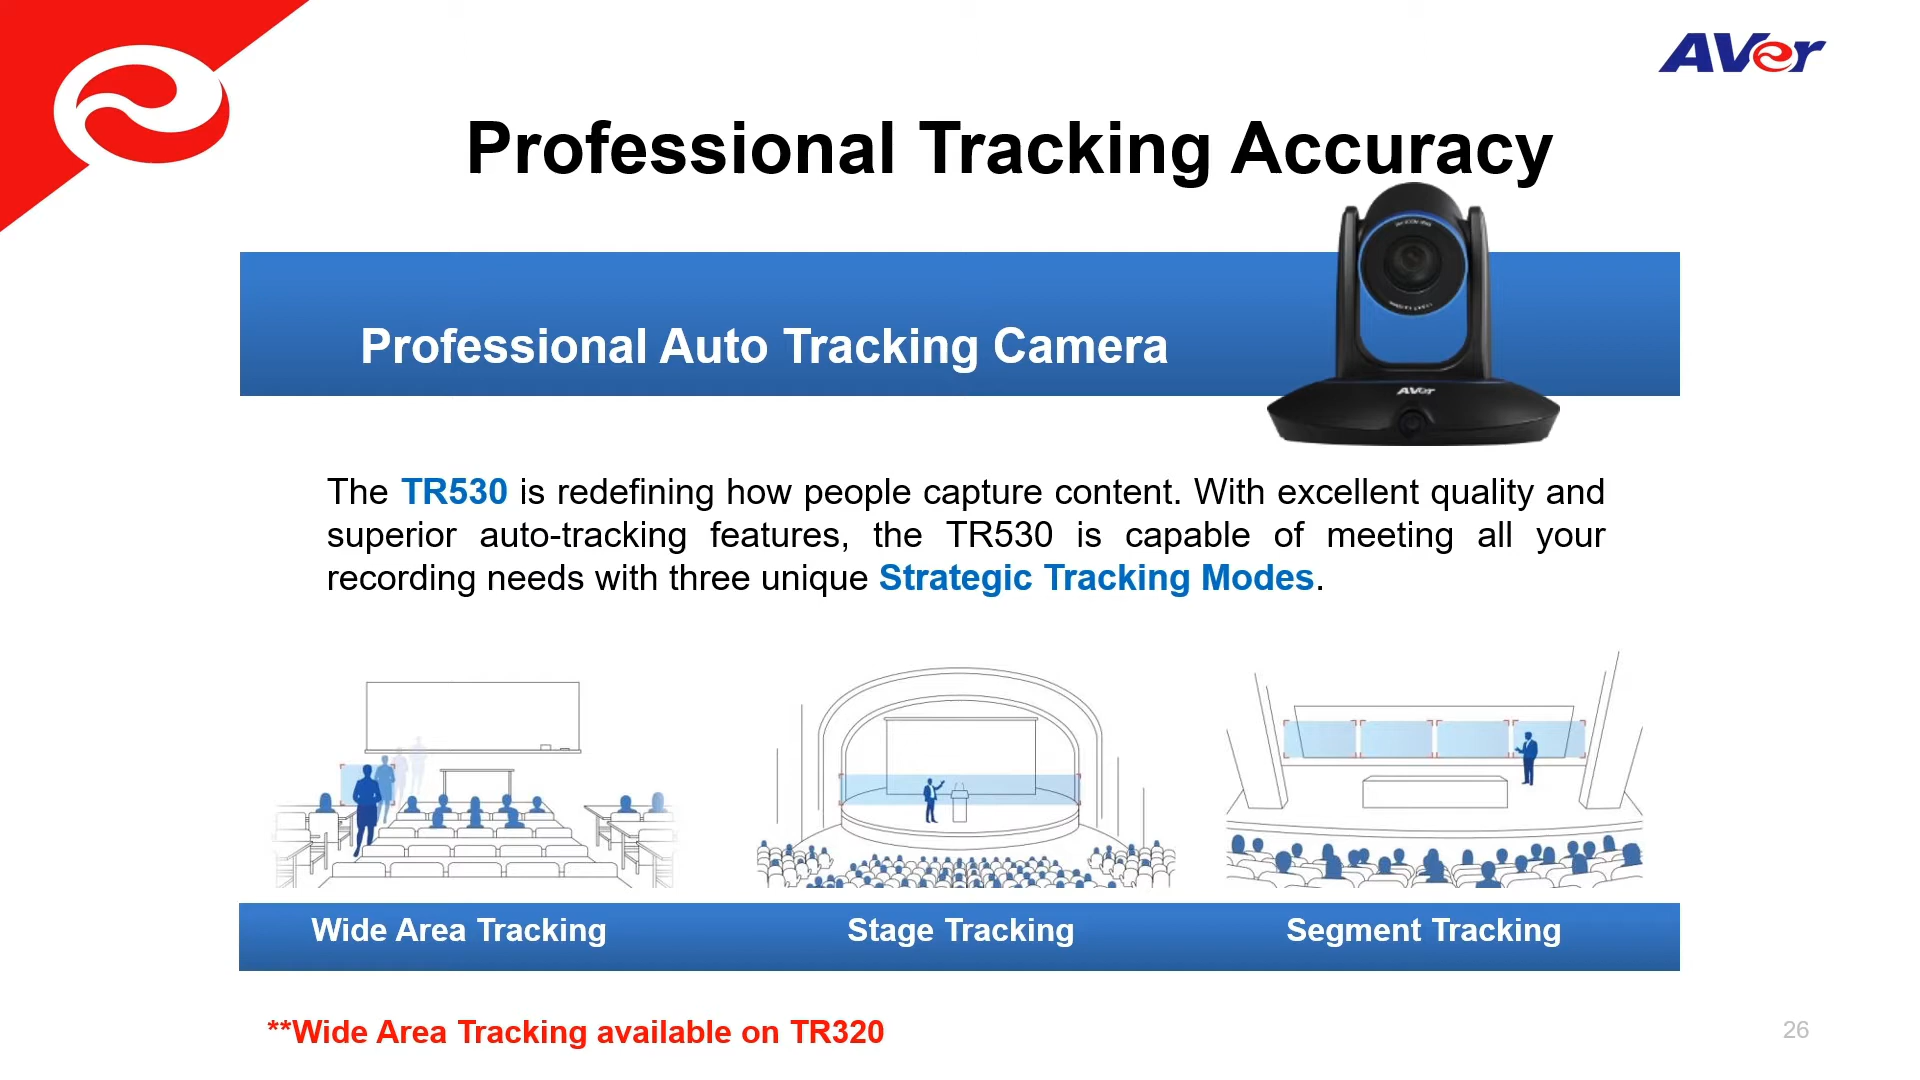 AVer
Professional Tracking Accuracy
Professional Auto Tracking Camera
AVer
The TR530 is redefining how people capture content. With excellent quality and
superior auto-tracking features, the TR530 is capable of meeting all your
recording needs with three unique Strategic Tracking Modes.
Wide Area Tracking
Stage Tracking
Segment Tracking
**Wide Area Tracking available on TR320
26